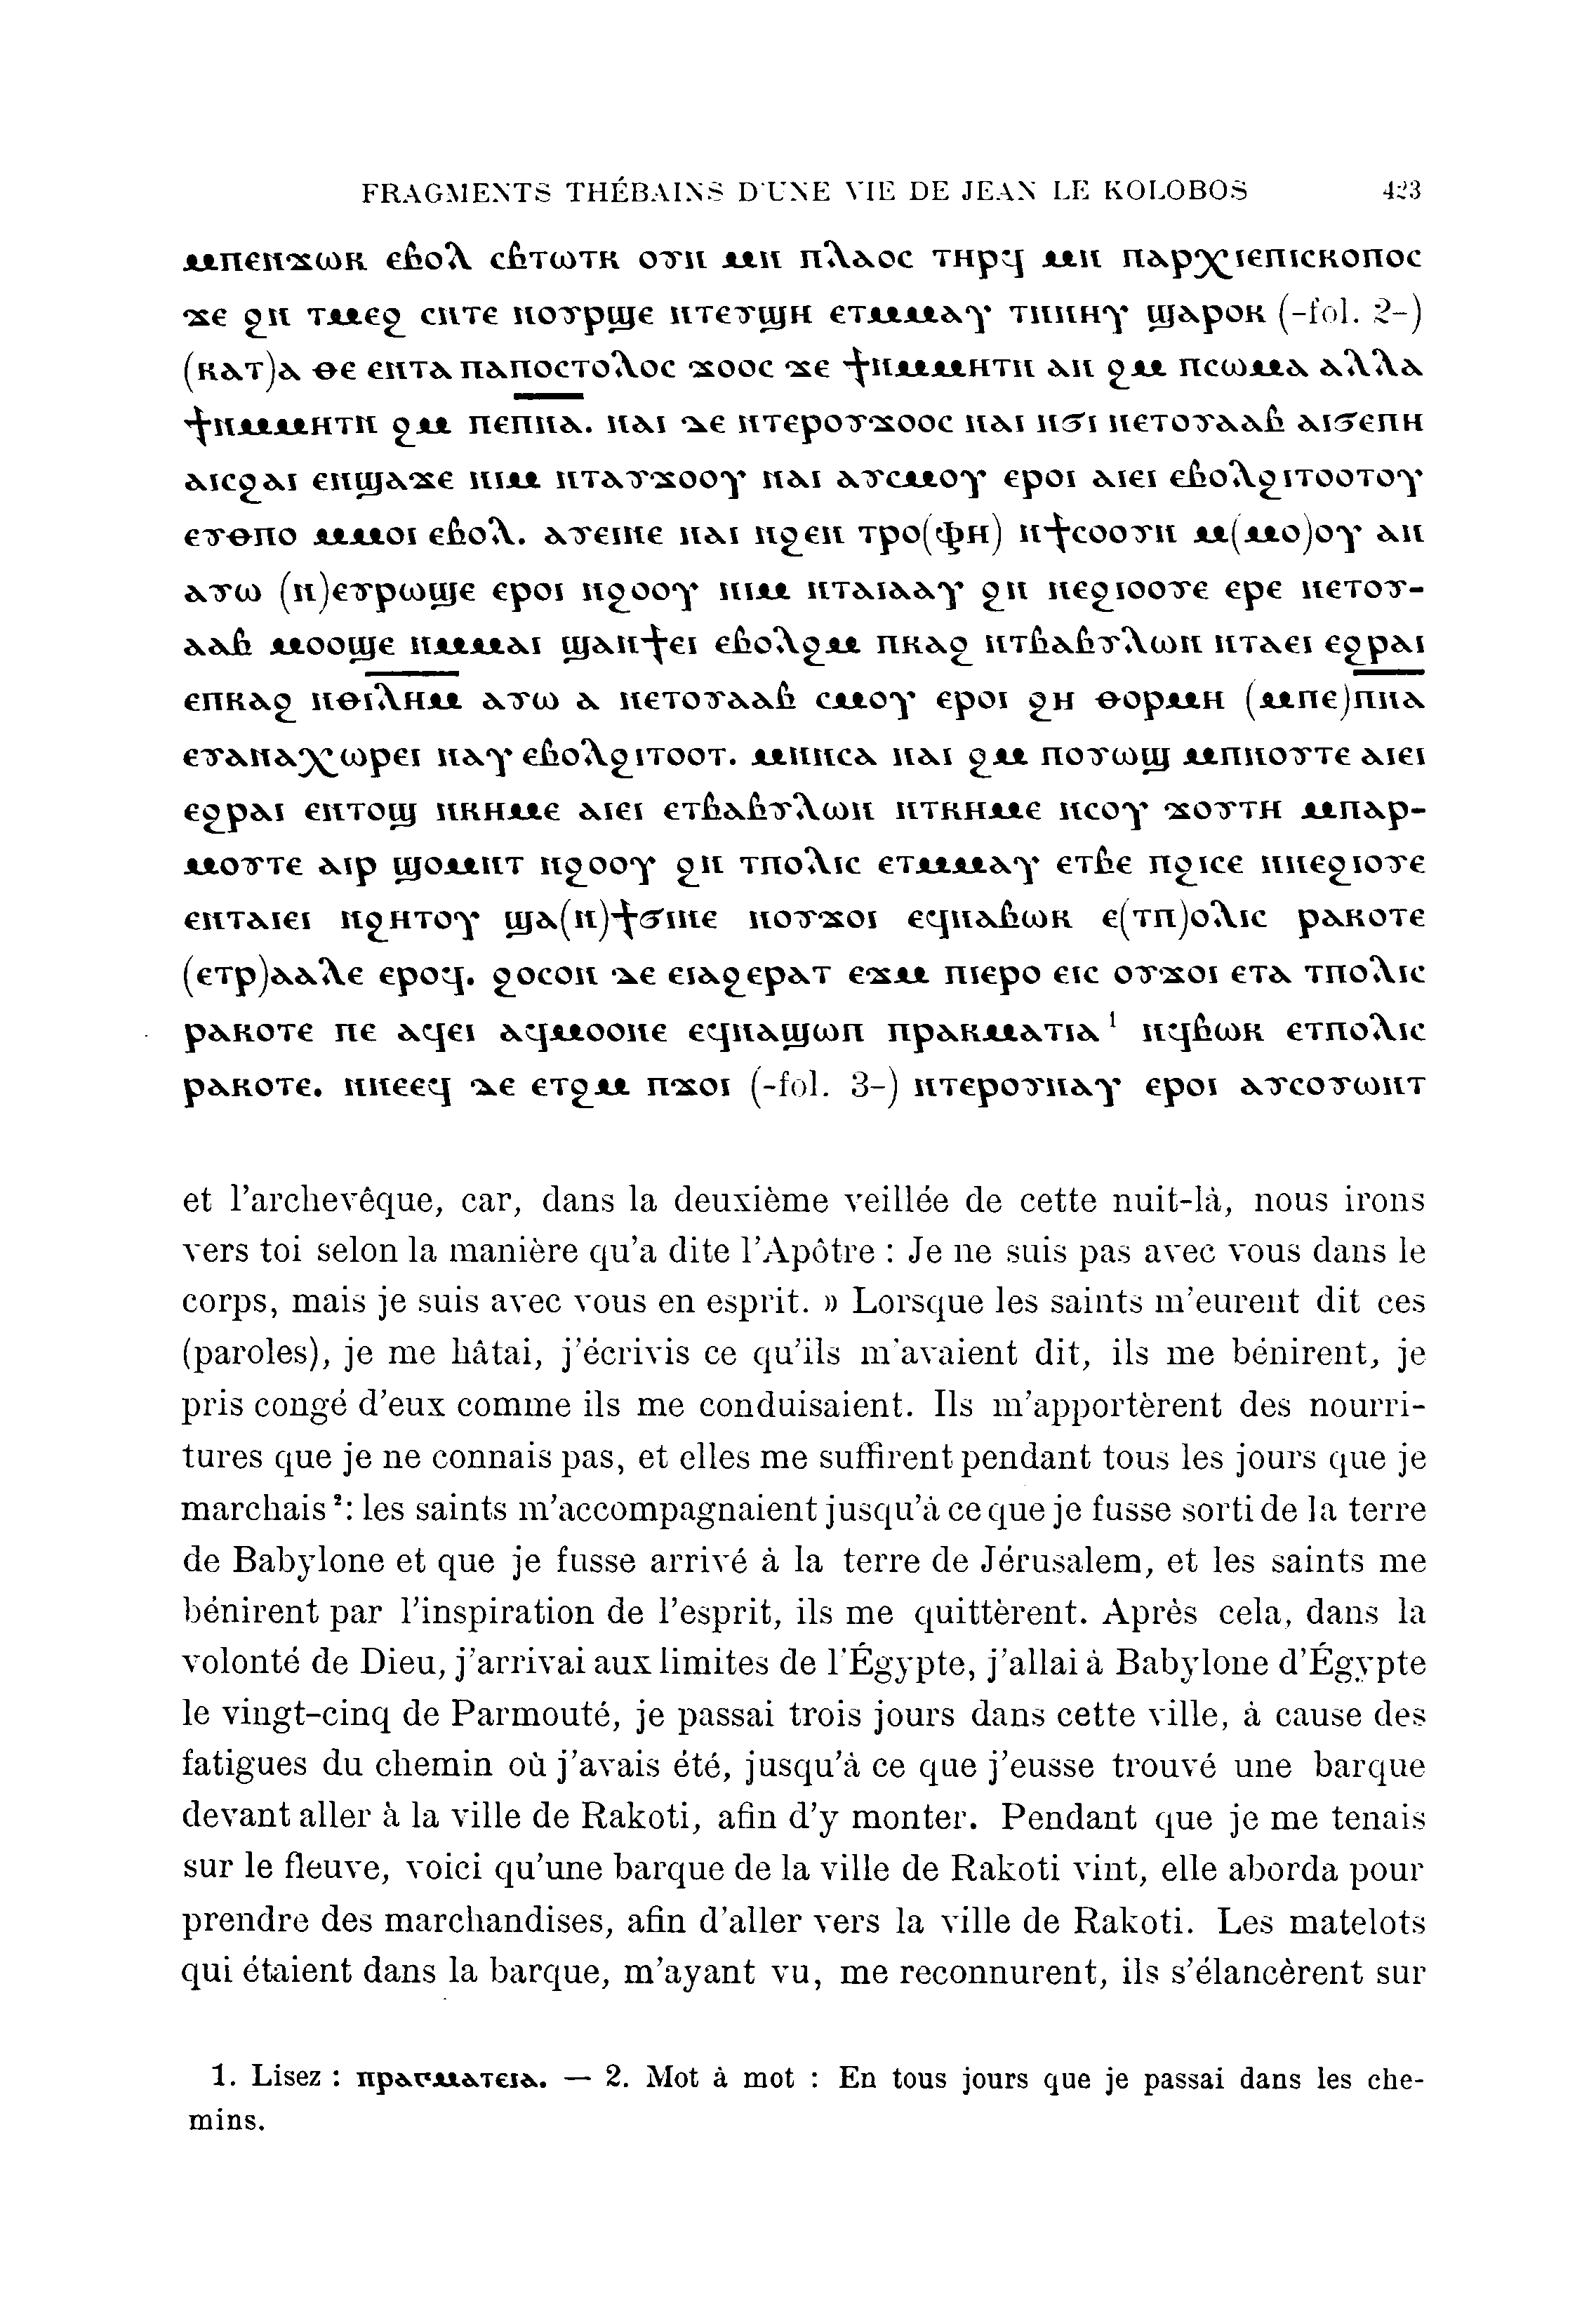 FRAGMENTS THÉBAINS D'UNE VIE DE JEAN LE KOLOBOS 423
ⲙⲡⲉⲛϫⲱⲕ ⲉⲃⲟⲗ ⲥⲃⲧⲱⲧⲕ ⲟⲩⲛ ⲙⲛ ⲡⲗⲁⲟⲥ ⲧⲏⲣϥ ⲙⲛ ⲡⲁⲣⲭⲓⲉⲡⲓⲥⲕⲟⲡⲟⲥ
ϫⲉ ϩⲛ ⲧⲙⲉϩ ⲥⲛⲧⲉ ⲛⲟⲩⲣϣⲉ ⲛⲧⲉⲩϣⲏ ⲉⲧⲙⲙⲁⲩ ⲧⲛⲛⲏⲩ ϣⲁⲣⲟⲕ (-fol. 2-)
(ⲕⲁⲧ)ⲁ ⲑⲉ ⲉⲛⲧⲁ ⲡⲁⲡⲟⲥⲧⲟⲗⲟⲥ ϫⲟⲟⲥ ϫⲉ ϯⲛⲙⲙⲏⲧⲛ ⲁⲛ ϩⲙ ⲡⲥⲱⲙⲁ ⲁⲗⲗⲁ
ϯⲛⲙⲙⲏⲧⲛ ϩⲙ ⲡⲉⲡⲛⲁ. ⲛⲁⲓ ⲇⲉ ⲛⲧⲉⲣⲟⲩϫⲟⲟⲥ ⲛⲁⲓ ⲛϭⲓ ⲛⲉⲧⲟⲩⲁⲁⲃ ⲁⲓϭⲉⲡⲏ
ⲁⲓⲥϩⲁⲓ ⲉⲛϣⲁϫⲉ ⲛⲓⲙ ⲛⲧⲁⲩϫⲟⲟⲩ ⲛⲁⲓ ⲁⲩⲥⲙⲟⲩ ⲉⲣⲟⲓ ⲁⲓⲉⲓ ⲉⲃⲟⲗϩⲓⲧⲟⲟⲧⲟⲩ
ⲉⲩⲑⲡⲟ ⲙⲙⲟⲓ ⲉⲃⲟⲗ. ⲁⲩⲉⲓⲛⲉ ⲛⲁⲓ ⲛϩⲉⲛ ⲧⲣⲟ(ⲫⲏ) ⲛϯⲥⲟⲟⲩⲛ ⲙ(ⲙⲟ)ⲟⲩ ⲁⲛ
ⲁⲩⲱ (ⲛ)ⲉⲩⲣⲱϣⲉ ⲉⲣⲟⲓ ⲛϩⲟⲟⲩ ⲛⲓⲙ ⲛⲧⲁⲓⲁⲁⲩ ϩⲛ ⲛⲉϩⲓⲟⲟⲩⲉ ⲉⲣⲉ ⲛⲉⲧⲟⲩ-
ⲁⲁⲃ ⲙⲟⲟϣⲉ ⲛⲙⲙⲁⲓ ϣⲁⲛϯⲉⲓ ⲉⲃⲟⲗϩⲙ ⲡⲕⲁϩ ⲛⲧⲃⲁⲃⲩⲗⲱⲛ ⲛⲧⲁⲉⲓ ⲉϩⲣⲁⲓ
ⲉⲡⲕⲁϩ ⲛⲑⲓ̈ⲗⲏⲙ ⲁⲩⲱ ⲁ ⲛⲉⲧⲟⲩⲁⲁⲃ ⲥⲙⲟⲩ ⲉⲣⲟⲓ ϩⲏ ⲑⲟⲣⲙⲏ (ⲙⲡⲉ)ⲡⲛⲁ
ⲉⲩⲁⲛⲁⲭⲱⲣⲉⲓ ⲛⲁⲩ ⲉⲃⲟⲗϩⲓⲧⲟⲟⲧ. ⲙⲛⲛⲥⲁ ⲛⲁⲓ ϩⲙ ⲡⲟⲩⲱϣ ⲙⲡⲛⲟⲩⲧⲉ ⲁⲓⲉⲓ
ⲉϩⲣⲁⲓ ⲉⲛⲧⲟϣ ⲛⲕⲏⲙⲉ ⲁⲓⲉⲓ ⲉⲧⲃⲁⲃⲩⲗⲱⲛ ⲛⲧⲕⲏⲙⲉ ⲛⲥⲟⲩ ϫⲟⲩⲧⲏ ⲙⲡⲁⲣ-
ⲙⲟⲩⲧⲉ ⲁⲓⲣ ϣⲟⲙⲛⲧ ⲛϩⲟⲟⲩ ϩⲛ ⲧⲡⲟⲗⲓⲥ ⲉⲧⲙⲙⲁⲩ ⲉⲧⲃⲉ ⲡϩⲓⲥⲉ ⲛⲛⲉϩⲓⲟⲩⲉ
ⲉⲛⲧⲁⲓⲉⲓ ⲛϩⲏⲧⲟⲩ ϣⲁ(ⲛ)ϯϭⲓⲛⲉ ⲛⲟⲩϫⲟⲓ ⲉϥⲛⲁⲃⲱⲕ ⲉ(ⲧⲡ)ⲟⲗⲓⲥ ⲣⲁⲕⲟⲧⲉ
(ⲉⲧⲣ)ⲁⲁⲗⲉ ⲉⲣⲟϥ. ϩⲟⲥⲟⲛ ⲇⲉ ⲉⲓⲁϩⲉⲣⲁⲧ ⲉϫⲙ ⲡⲓⲉⲣⲟ ⲉⲓⲥ ⲟⲩϫⲟⲓ ⲉⲧⲁ ⲧⲡⲟⲗⲓⲥ
ⲣⲁⲕⲟⲧⲉ ⲡⲉ ⲁϥⲉⲓ ⲁϥⲙⲟⲟⲛⲉ ⲉϥⲛⲁϣⲱⲡ ⲡⲣⲁⲕⲙⲁⲧⲓⲁ¹ ⲛϥⲃⲱⲕ ⲉⲧⲡⲟⲗⲓⲥ
ⲣⲁⲕⲟⲧⲉ. ⲛⲛⲉⲉϥ ⲇⲉ ⲉⲧϩⲙ ⲡϫⲟⲓ (-fol. 3-) ⲛⲧⲉⲣⲟⲩⲛⲁⲩ ⲉⲣⲟⲓ ⲁⲩⲥⲟⲩⲱⲛⲧ
et l'archevêque, car, dans la deuxième veillée de cette nuit-là, nous irons
vers toi selon la manière qu'a dite l'Apôtre : Je ne suis pas avec vous dans le
corps, mais je suis avec vous en esprit. » Lorsque les saints m'eurent dit ces
(paroles), je me hâtai, j'écrivis ce qu'ils m'avaient dit, ils me bénirent, je
pris congé d'eux comme ils me conduisaient. Ils m'apportèrent des nourri-
tures que je ne connais pas, et elles me suffirent pendant tous les jours que je
marchais²: les saints m'accompagnaient jusqu'à ce que je fusse sorti de la terre
de Babylone et que je fusse arrivé à la terre de Jérusalem, et les saints me
bénirent par l'inspiration de l'esprit, ils me quittèrent. Après cela, dans la
volonté de Dieu, j'arrivai aux limites de l'Égypte, j'allai à Babylone d'Égypte
le vingt-cinq de Parmouté, je passai trois jours dans cette ville, à cause des
fatigues du chemin où j'avais été, jusqu'à ce que j'eusse trouvé une barque
devant aller à la ville de Rakoti, afin d'y monter. Pendant que je me tenais
sur le fleuve, voici qu'une barque de la ville de Rakoti vint, elle aborda pour
prendre des marchandises, afin d'aller vers la ville de Rakoti. Les matelots
qui étaient dans la barque, m'ayant vu, me reconnurent, ils s'élancèrent sur
1. Lisez : ⲡⲣⲁⲅⲙⲁⲧⲉⲓⲁ. — 2. Mot à mot : En tous jours que je passai dans les che-
mins.